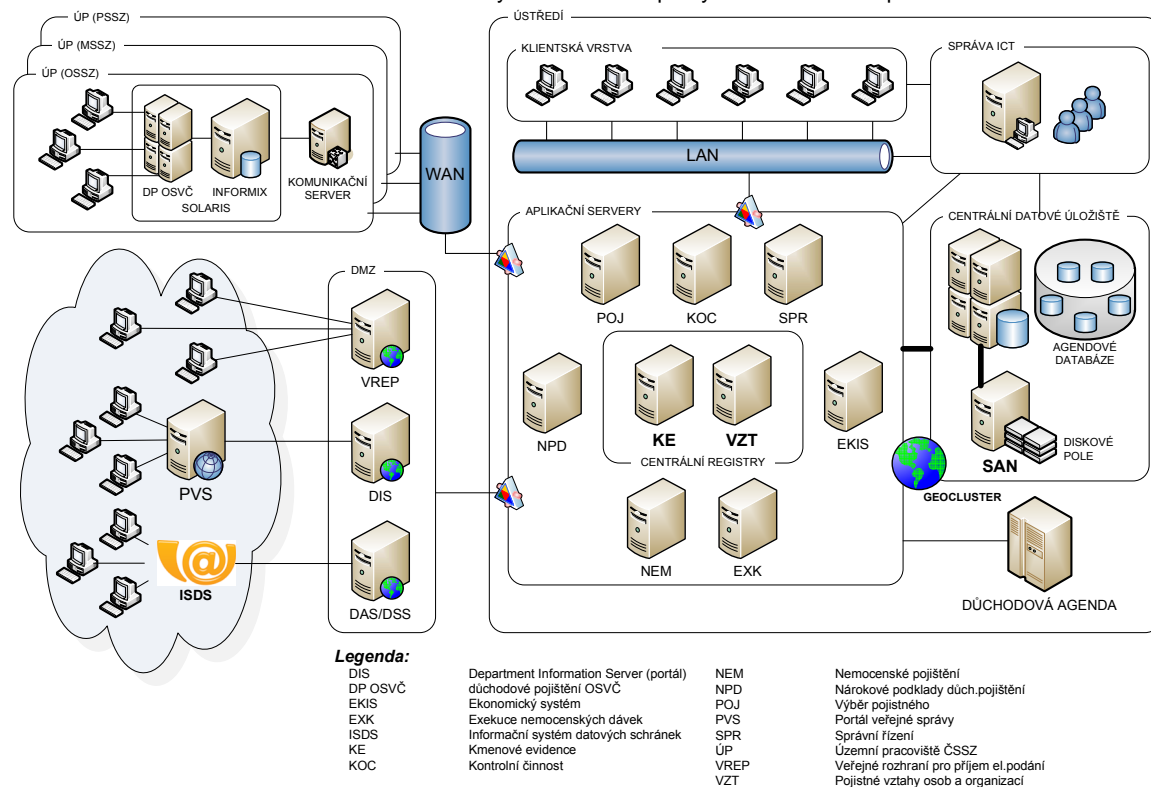 ÚP (PSSZ)
ÚP (MSSZ)
ÚP (OSSZ)
DP OSVČ
INFORMIX
SOLARIS
KOMUNIKAČNÍ
SERVER
WAN
ÚSTŘEDÍ
KLIENTSKÁ VRSTVA
SPRÁVA ICT
LAN
APLIKAČNÍ SERVERY
POJ
KOC
SPR
NPD
KE
VZT
CENTRÁLNÍ REGISTRY
EKIS
NEM
EXK
CENTRÁLNÍ DATOVÉ ÚLOŽIŠTĚ
AGENDOVÉ
DATABÁZE
SAN
DISKOVÉ
POLE
GEOCLUSTER
DŮCHODOVÁ AGENDA
DMZ
VREP
DIS
DAS/DSS
PVS
@
ISDS
Legenda:
DIS Department Information Server (portál)
DP OSVČ důchodové pojištění OSVČ
EKIS Ekonomický systém
EXK Exekuce nemocenských dávek
ISDS Informační systém datových schránek
KE Kmenové evidence
KOC Kontrolní činnost
NEM Nemocenské pojištění
NPD Nárokové podklady důch.pojištění
POJ Výběr pojistného
PVS Portál veřejné správy
SPR Správní řízení
ÚP Územní pracoviště ČSSZ
VREP Veřejné rozhraní pro příjem el.podání
VZT Pojistné vztahy osob a organizací